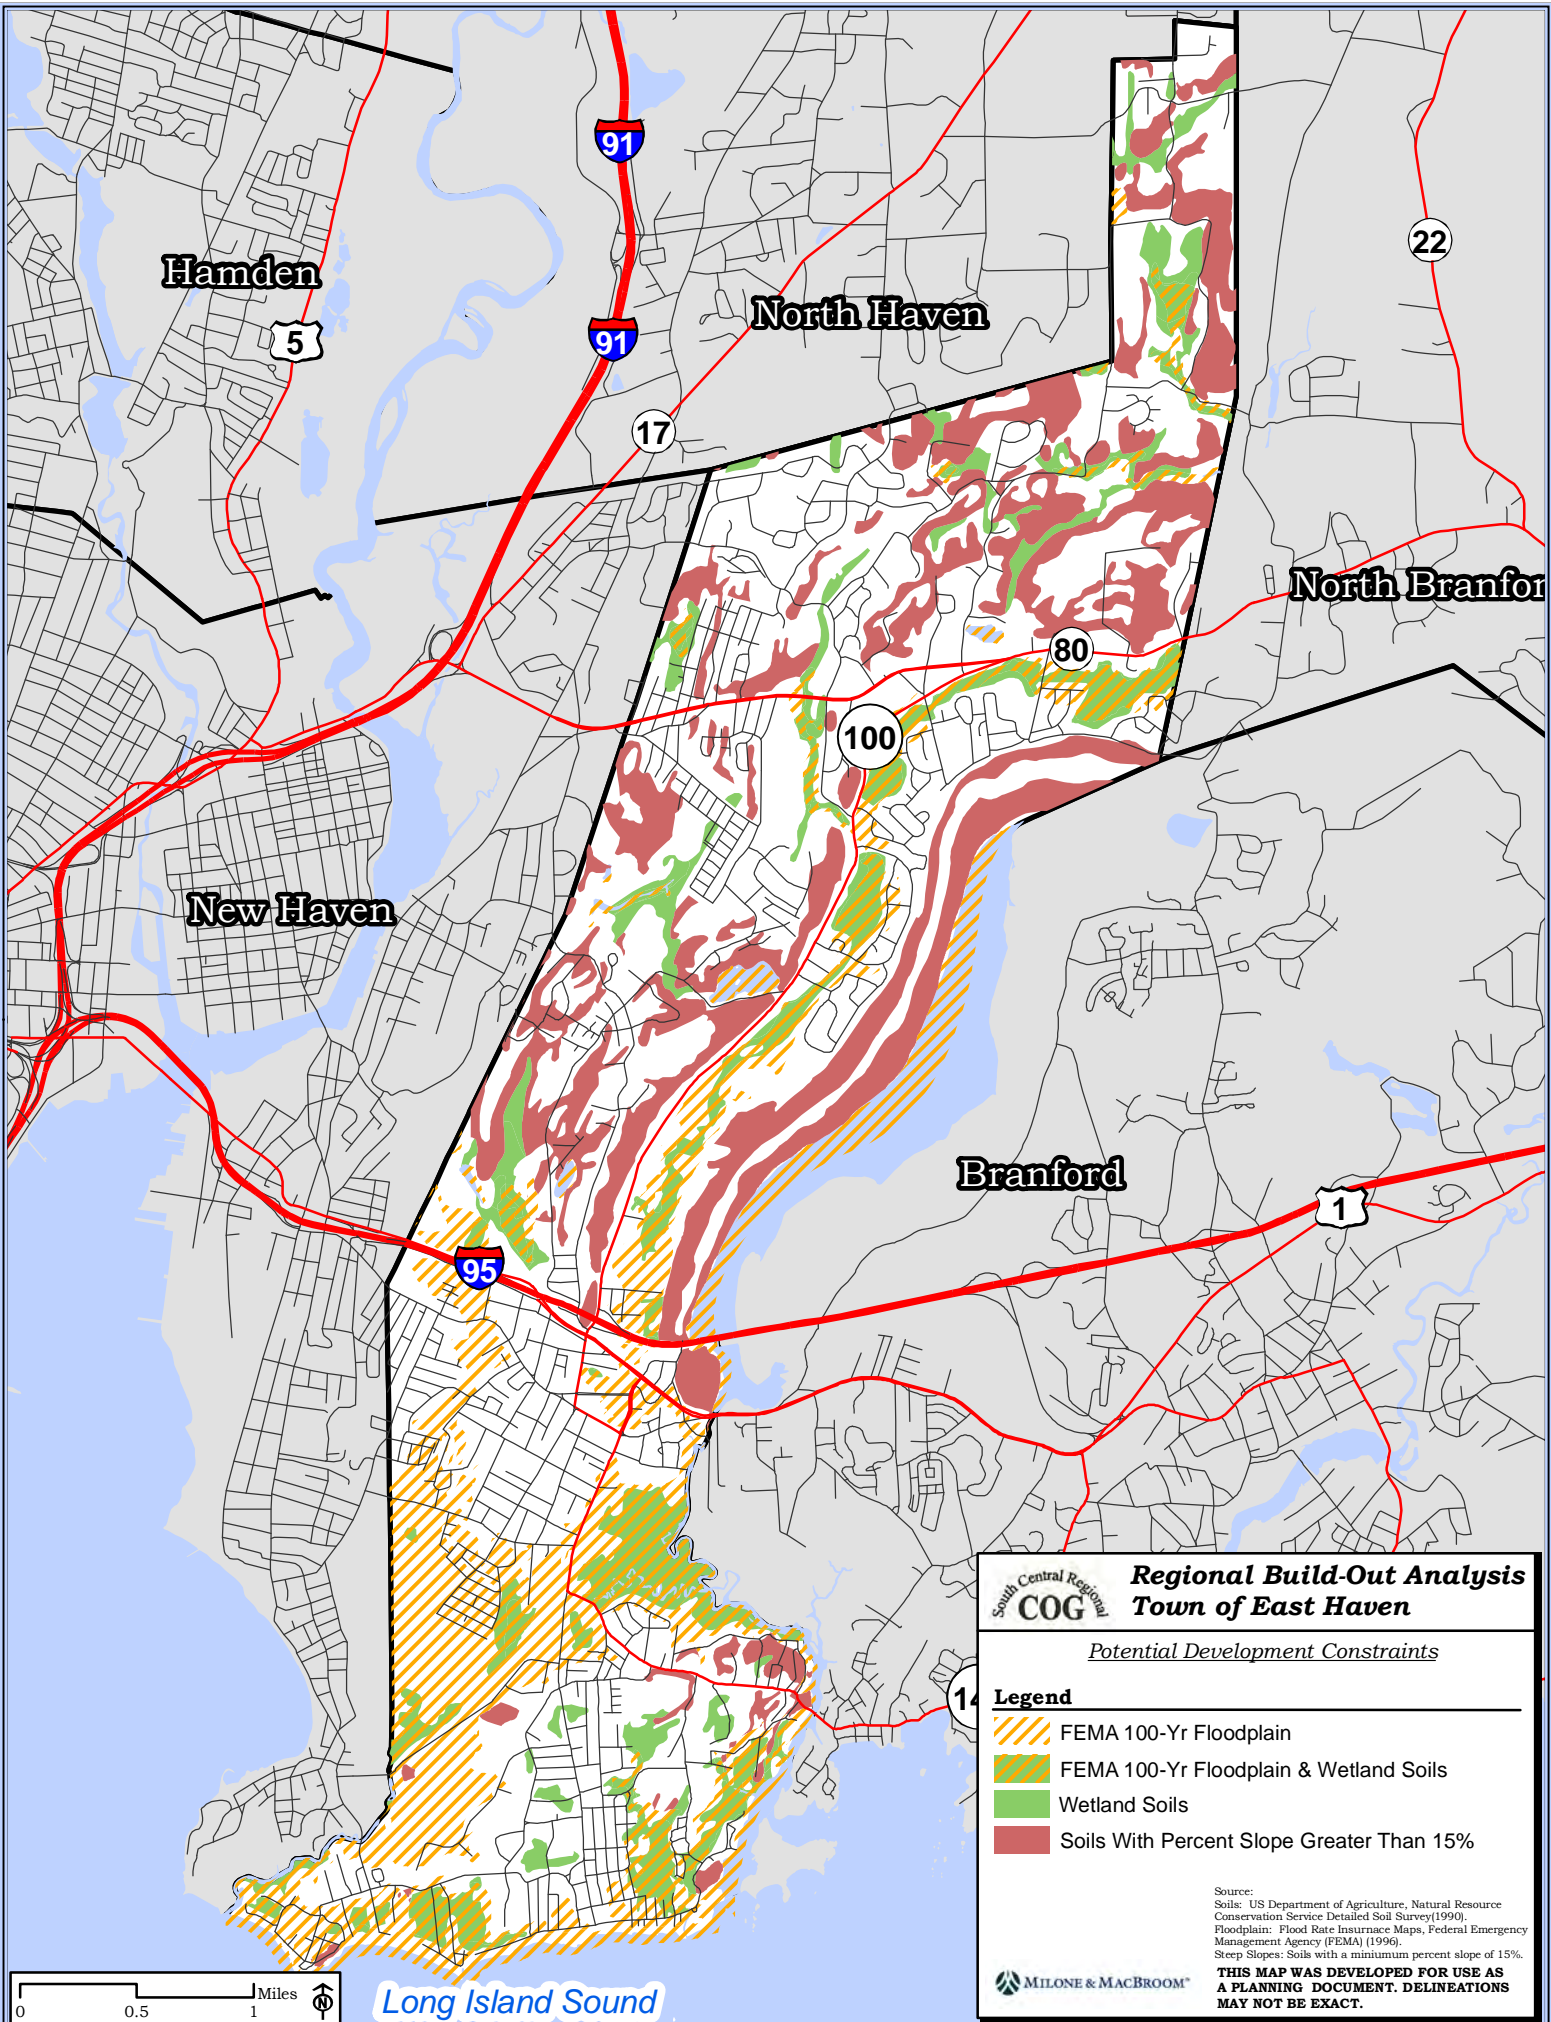 91
Hamden
22
North Haven
5
91
17
North Branfor
80
100
New Haven
Branford
1
95
14
South Central Regional
COG
Regional Build-Out Analysis
Town of East Haven
Potential Development Constraints
Legend
FEMA 100-Yr Floodplain
FEMA 100-Yr Floodplain & Wetland Soils
Wetland Soils
Soils With Percent Slope Greater Than 15%
Source:
Soils: US Department of Agriculture, Natural Resource
Conservation Service Detailed Soil Survey(1990).
Floodplain: Flood Rate Insurnace Maps, Federal Emergency
Management Agency (FEMA) (1996).
Steep Slopes: Soils with a miniumum percent slope of 15%.
MILONE & MACBROOM®
THIS MAP WAS DEVELOPED FOR USE AS
A PLANNING DOCUMENT. DELINEATIONS
MAY NOT BE EXACT.
Miles
0 0.5 1
N
Long Island Sound